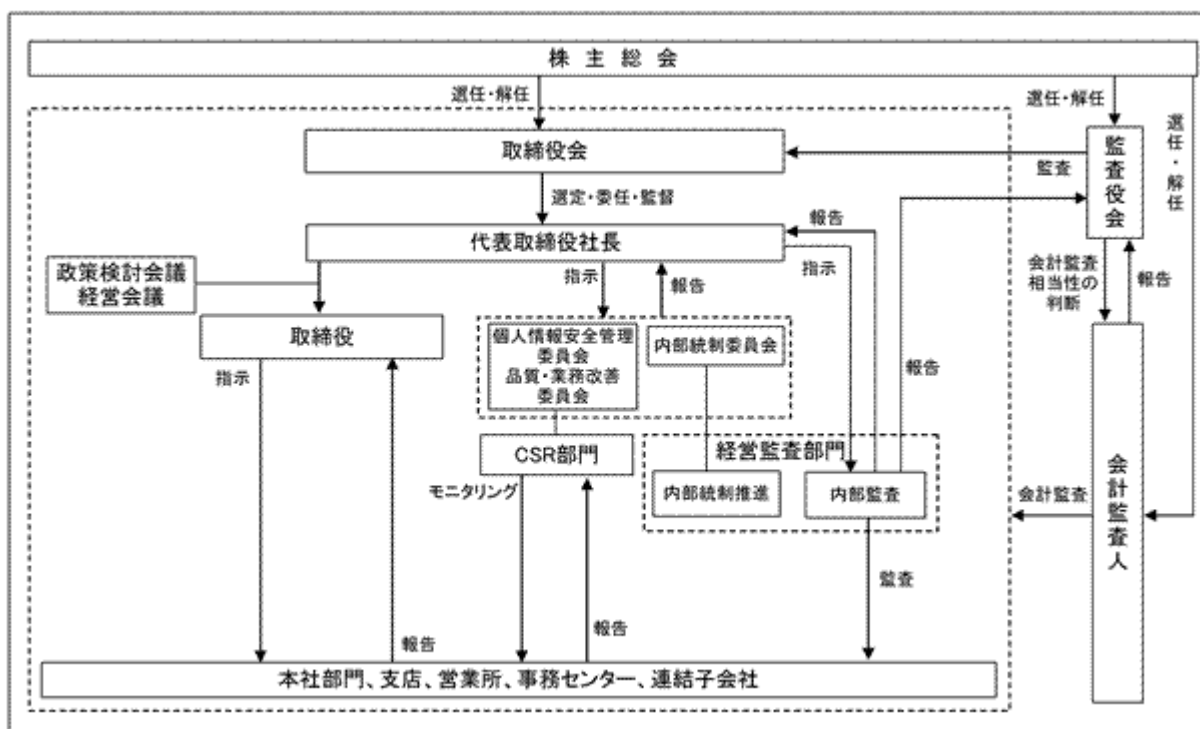 株主総会
選任・解任
選任・解任
選任・解任
取締役会
監査
監査役会
選定・委任・監督
代表取締役社長
報告
指示
政策検討会議
経営会議
指示
報告
会計監査
相当性の
判断
報告
取締役
個人情報安全管理
委員会
品質・業務改善
委員会
内部統制委員会
指示
報告
CSR部門
経営監査部門
モニタリング
内部統制推進
内部監査
会計監査
会計監査人
監査
報告
報告
本社部門、支店、営業所、事務センター、連結子会社